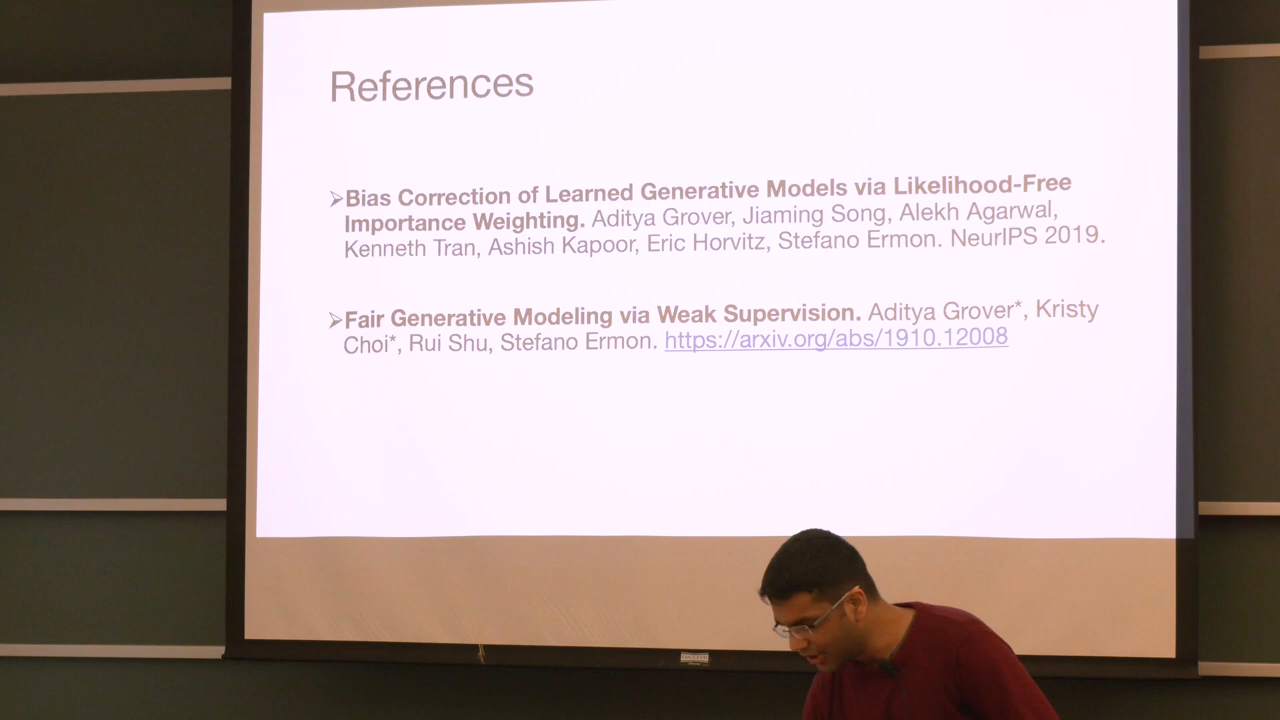 References
➢Bias Correction of Learned Generative Models via Likelihood-Free
Importance Weighting. Aditya Grover, Jiaming Song, Alekh Agarwal,
Kenneth Tran, Ashish Kapoor, Eric Horvitz, Stefano Ermon. NeurIPS 2019.
➢Fair Generative Modeling via Weak Supervision. Aditya Grover*, Kristy
Choi*, Rui Shu, Stefano Ermon. https://arxiv.org/abs/1910.12008